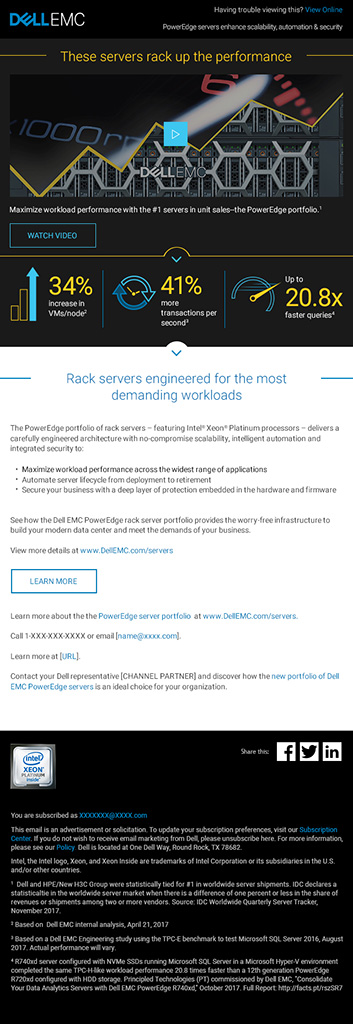 DELLEMC
Having trouble viewing this? View Online
PowerEdge servers enhance scalability, automation & security
These servers rack up the performance
DELLEMC
Maximize workload performance with the #1 servers in unit sales–the PowerEdge portfolio.¹
WATCH VIDEO
34%
increase in
VMs/node²
41%
more
transactions per
second³
Up to
20.8x
faster queries⁴
Rack servers engineered for the most
demanding workloads
The PowerEdge portfolio of rack servers – featuring Intel® Xeon® Platinum processors – delivers a
carefully engineered architecture with no-compromise scalability, intelligent automation and
integrated security to:
• Maximize workload performance across the widest range of applications
• Automate server lifecycle from deployment to retirement
• Secure your business with a deep layer of protection embedded in the hardware and firmware
See how the Dell EMC PowerEdge rack server portfolio provides the worry-free infrastructure to
build your modern data center and meet the demands of your business.
View more details at www.DellEMC.com/servers
LEARN MORE
Learn more about the the PowerEdge server portfolio at www.DellEMC.com/servers.
Call 1-XXX-XXX-XXXX or email [name@xxxx.com].
Learn more at [URL].
Contact your Dell representative [CHANNEL PARTNER] and discover how the new portfolio of Dell
EMC PowerEdge servers is an ideal choice for your organization.
intel
XEON
PLATINUM
inside
Share this:
You are subscribed as XXXXXXX@XXXX.com
This email is an advertisement or solicitation. To update your subscription preferences, visit our Subscription
Center. If you do not wish to receive email marketing from Dell, please unsubscribe here. For more information,
please see our Policy Dell is located at One Dell Way, Round Rock, TX 78682.
Intel, the Intel logo, Xeon, and Xeon Inside are trademarks of Intel Corporation or its subsidiaries in the U.S.
and/or other countries.
¹ Dell and HPE/New H3C Group were statistically tied for #1 in worldwide server shipments. IDC declares a
statisticaltie in the worldwide server market when there is a difference of one percent or less in the share of
revenues or shipments among two or more vendors. Source: IDC Worldwide Quarterly Server Tracker,
November 2017.
² Based on Dell EMC internal analysis, April 21, 2017
³ Based on a Dell EMC Engineering study using the TPC-E benchmark to test Microsoft SQL Server 2016, August
2017. Actual performance will vary.
⁴ R740xd server configured with NVMe SSDs running Microsoft SQL Server in a Microsoft Hyper-V environment
completed the same TPC-H-like workload performance 20.8 times faster than a 12th generation PowerEdge
R720xd configured with HDD storage. Principled Technologies (PT) commissioned by Dell EMC, "Consolidate
Your Data Analytics Servers with Dell EMC PowerEdge R740xd," October 2017. Full Report: http://facts.pt/rszSR7